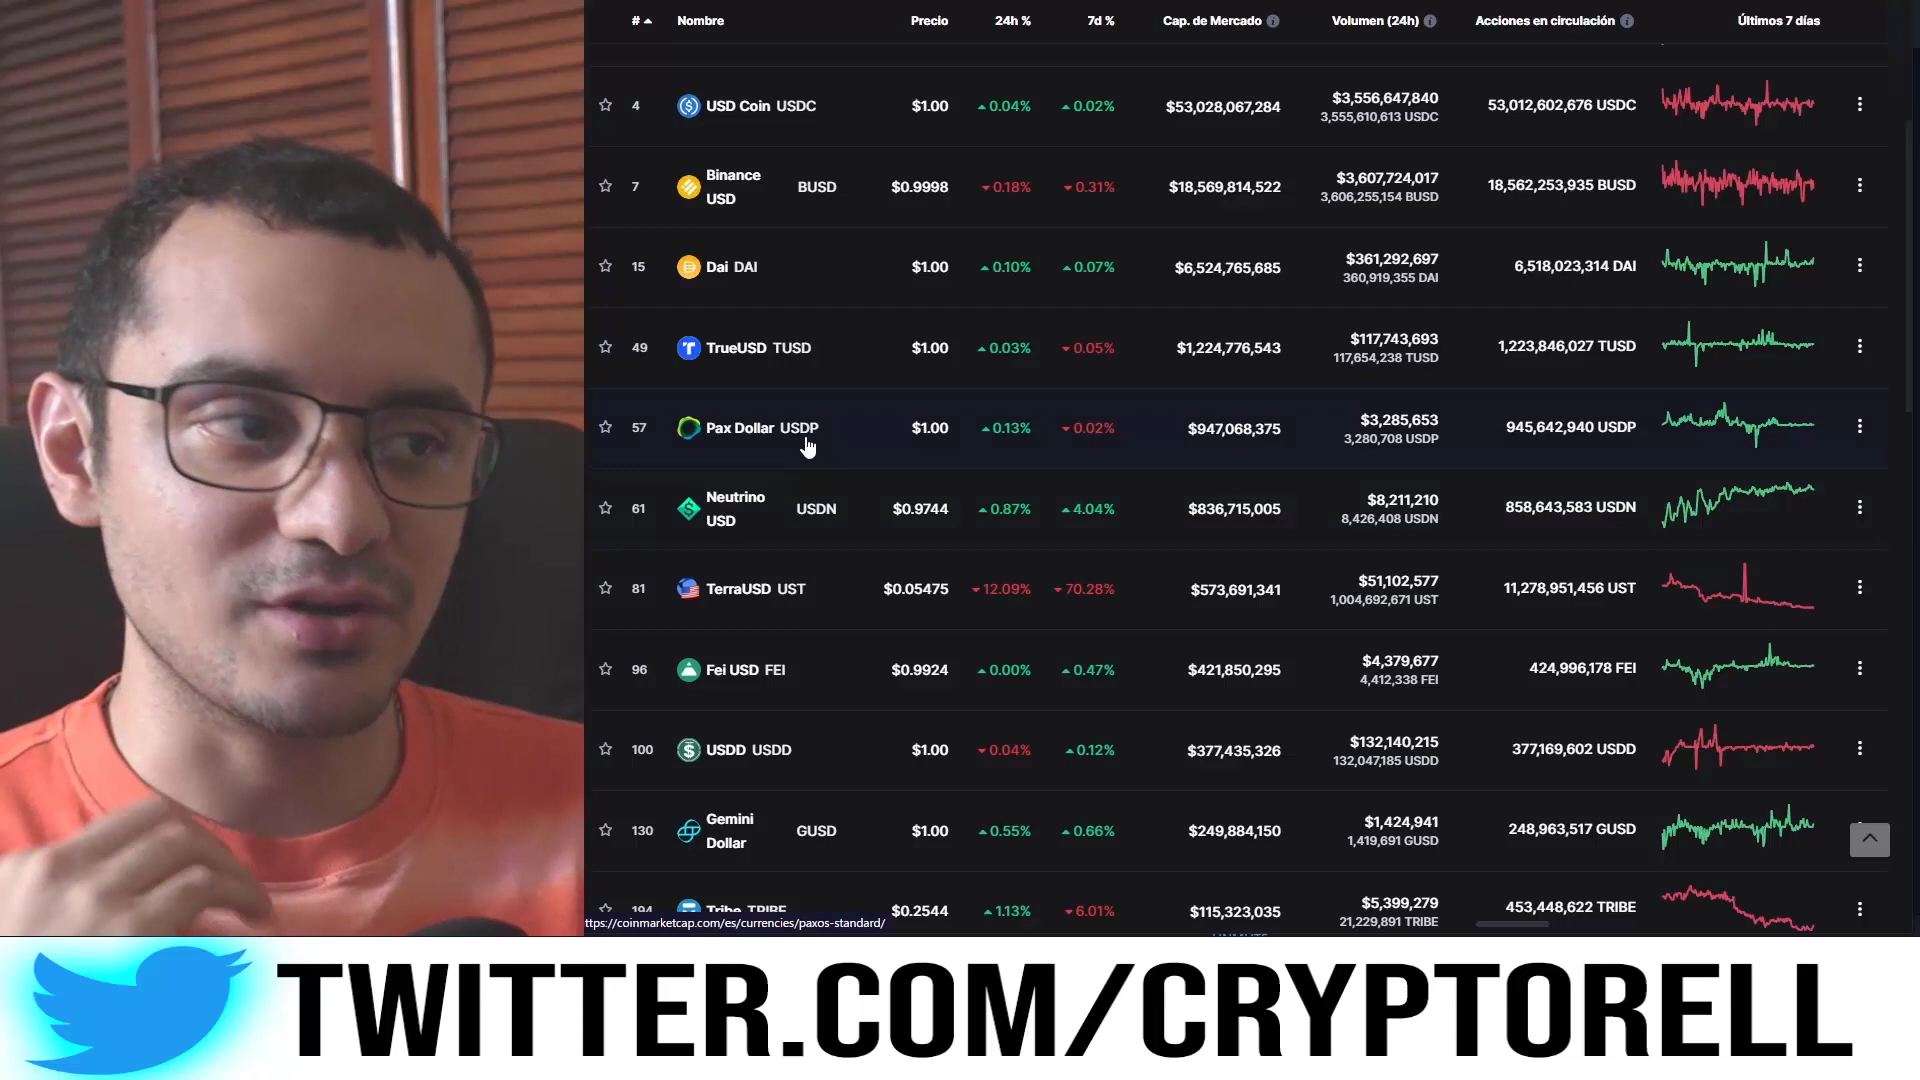 # Nombre Precio 24h % 7d % Cap. de Mercado Volumen (24h) Acciones en circulación Últimos 7 días
4 USD Coin USDC $1.00 0.04% 0.02% $53,028,067,284 $3,556,647,840 53,012,602,676 USDC
3,555,610,613 USDC
7 Binance USD BUSD $0.9998 0.18% 0.31% $18,569,814,522 $3,607,724,017 18,562,253,935 BUSD
3,606,255,154 BUSD
15 Dai DAI $1.00 0.10% 0.07% $6,524,765,685 $361,292,697 6,518,023,314 DAI
360,919,355 DAI
49 TrueUSD TUSD $1.00 0.03% 0.05% $1,224,776,543 $117,743,693 1,223,846,027 TUSD
117,654,238 TUSD
57 Pax Dollar USDP $1.00 0.13% 0.02% $947,068,375 $3,285,653 945,642,940 USDP
3,280,708 USDP
61 Neutrino USD USDN $0.9744 0.87% 4.04% $836,715,005 $8,211,210 858,643,583 USDN
8,426,408 USDN
81 TerraUSD UST $0.05475 12.09% 70.28% $573,691,341 $51,102,577 11,278,951,456 UST
1,004,692,671 UST
96 Fei USD FEI $0.9924 0.00% 0.47% $421,850,295 $4,379,677 424,996,178 FEI
4,412,338 FEI
100 USDD USDD $1.00 0.04% 0.12% $377,435,326 $132,140,215 377,169,602 USDD
132,047,185 USDD
130 Gemini Dollar GUSD $1.00 0.55% 0.66% $249,884,150 $1,424,941 248,963,517 GUSD
1,419,691 GUSD
194 Tribe TRIBE $0.2544 1.13% 6.01% $115,323,035 $5,399,279 453,448,622 TRIBE
21,229,891 TRIBE
ttps://coinmarketcap.com/es/currencies/paxos-standard/
TWITTER.COM/CRYPTORELL